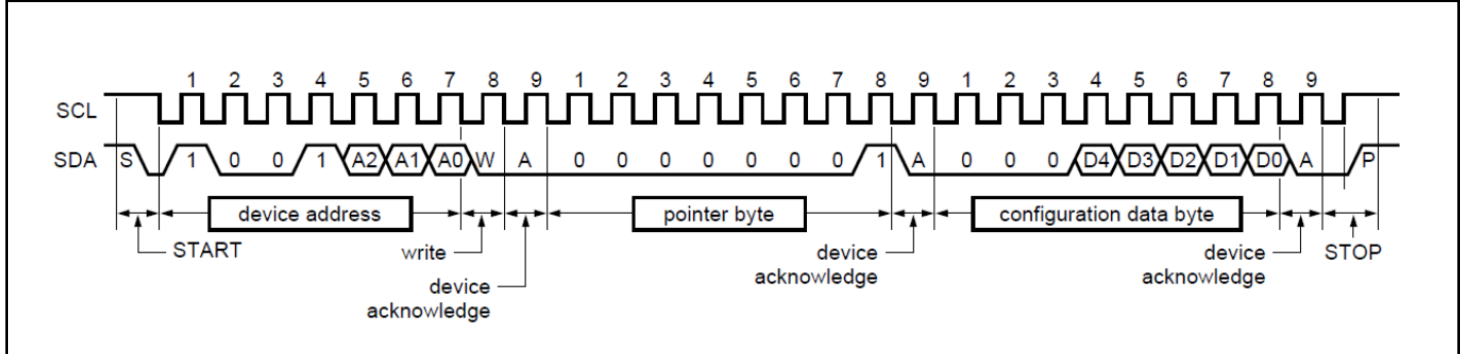 1 2 3 4 5 6 7 8 9 1 2 3 4 5 6 7 8 9 1 2 3 4 5 6 7 8 9
SCL
SDA S 1 0 0 1 A2 A1 A0 W A 0 0 0 0 0 0 0 1 A 0 0 0 D4 D3 D2 D1 D0 A P
device address pointer byte configuration data byte
START write device device STOP
acknowledge acknowledge
device
acknowledge